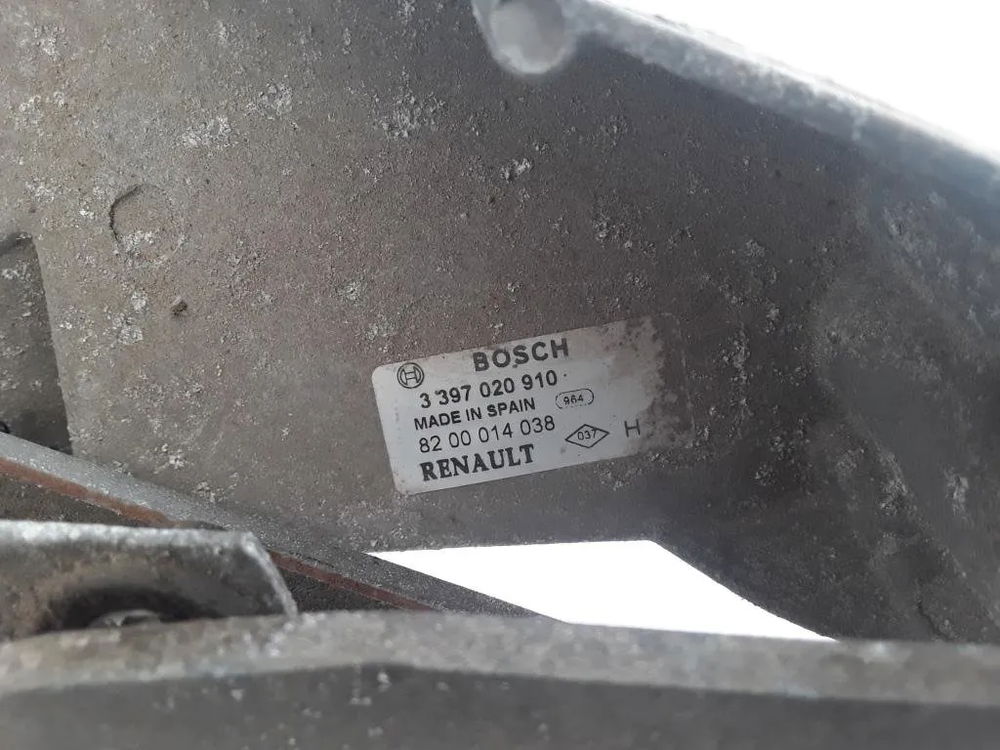 BOSCH
3 397 020 910
MADE IN SPAIN 964
82 00 014 038 037 H
RENAULT